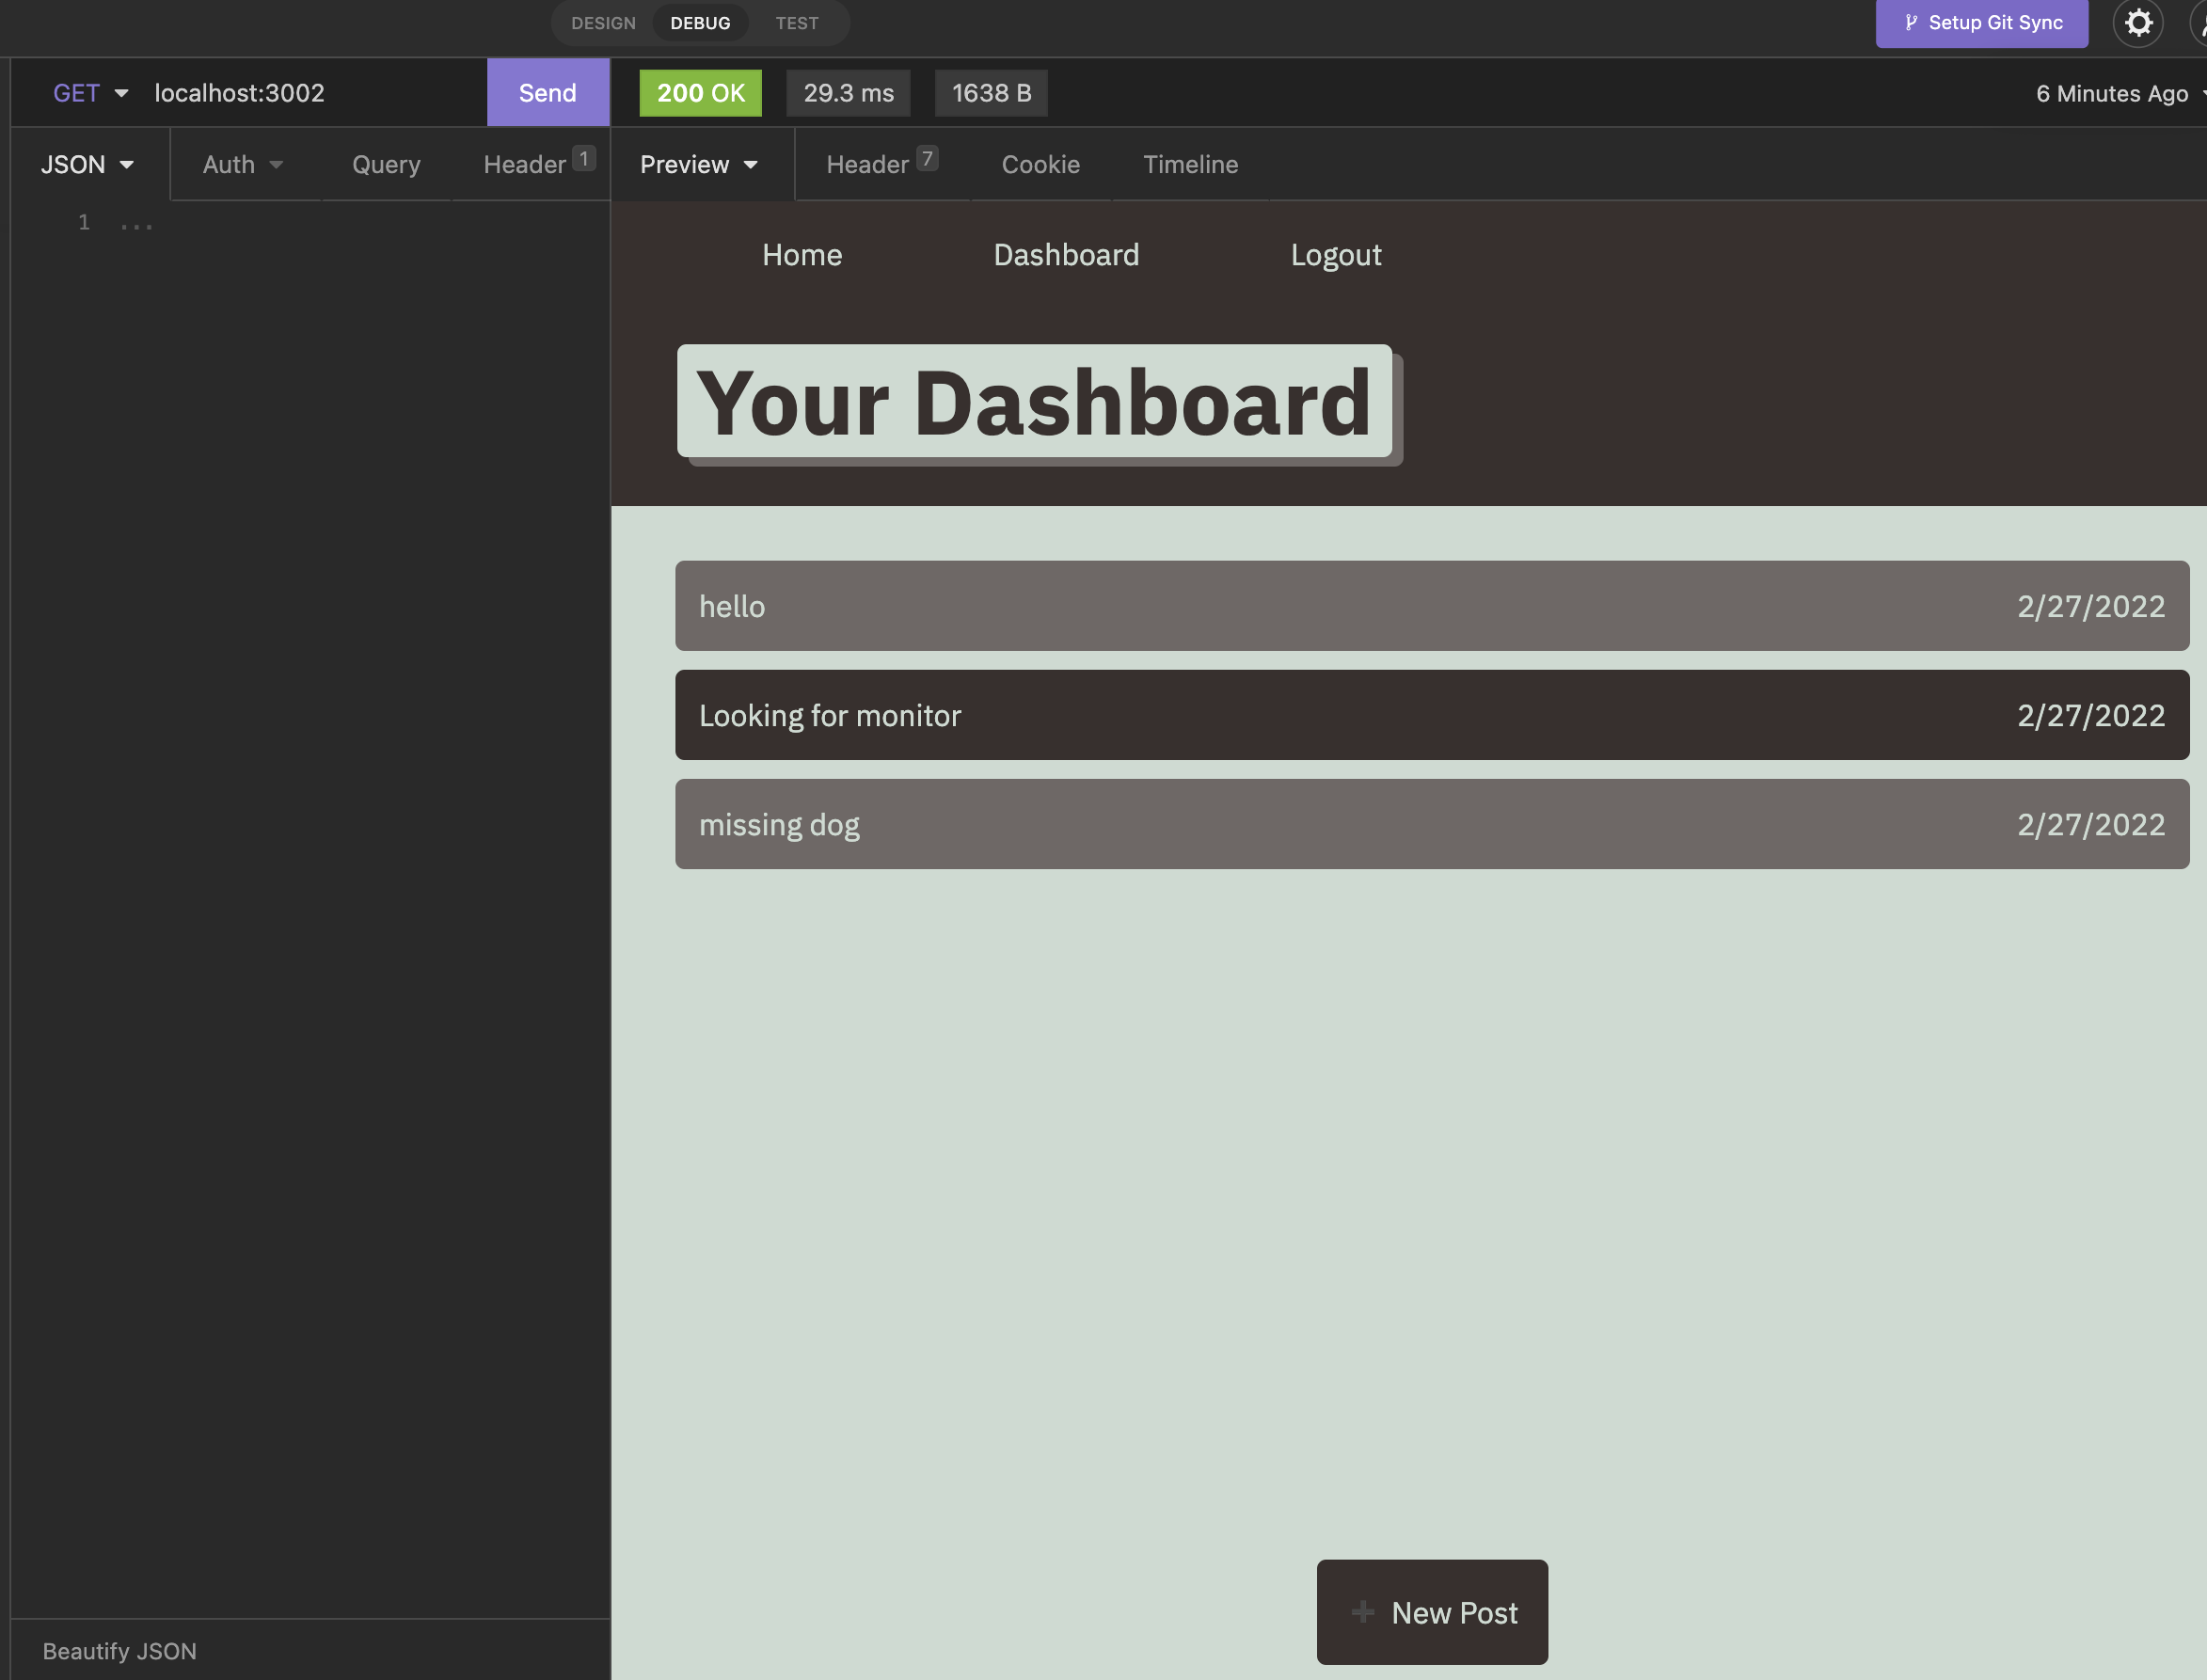 DESIGN DEBUG TEST
Setup Git Sync
GET localhost:3002 Send 200 OK 29.3 ms 1638 B 6 Minutes Ago
JSON Auth Query Header 1 Preview Header 7 Cookie Timeline
1 ...
Home Dashboard Logout
Your Dashboard
hello 2/27/2022
Looking for monitor 2/27/2022
missing dog 2/27/2022
New Post
Beautify JSON